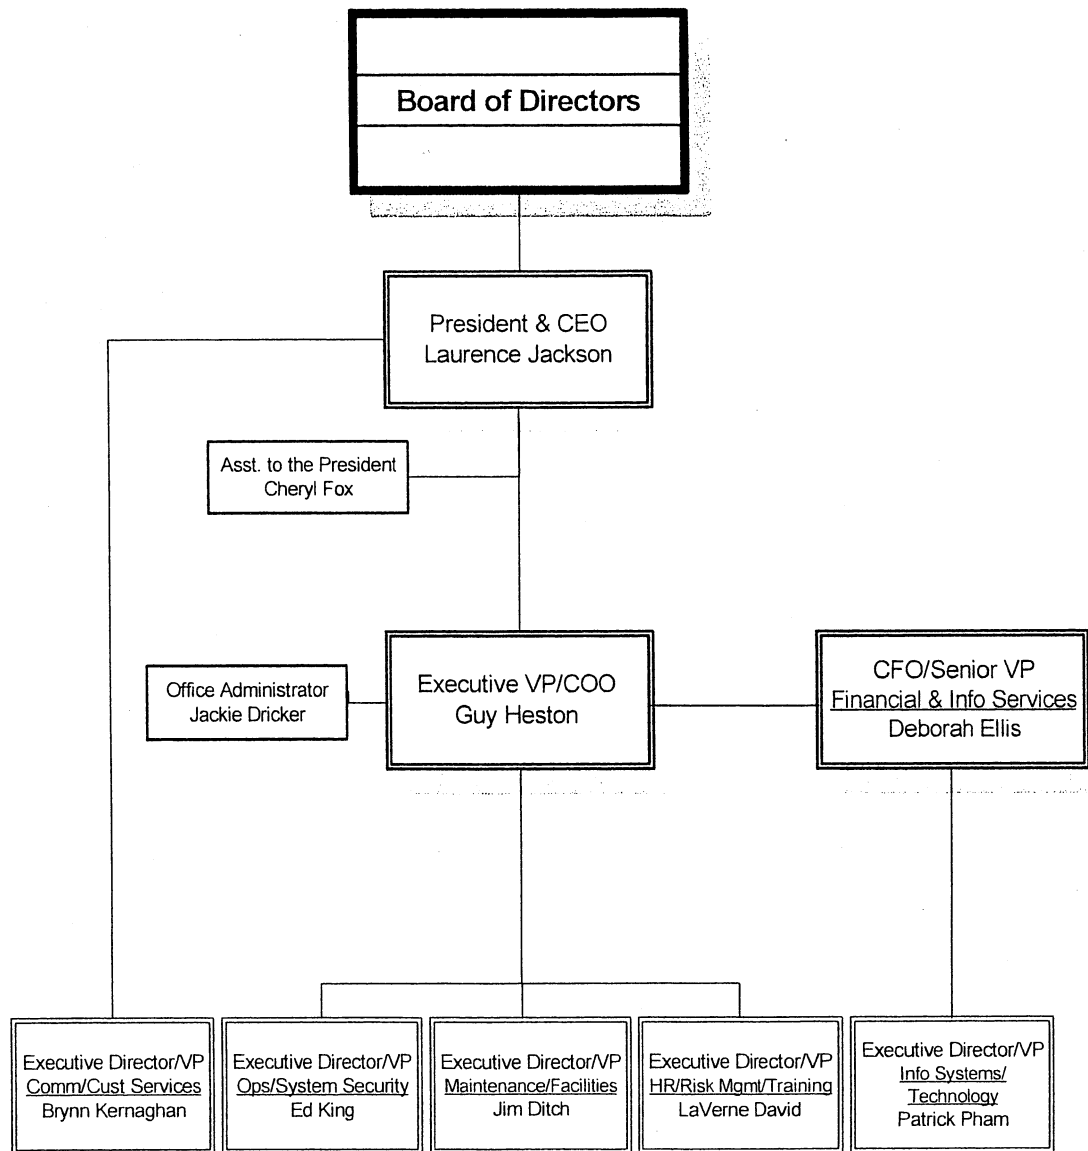 Board of Directors
President & CEO
Laurence Jackson
Asst. to the President
Cheryl Fox
Office Administrator
Jackie Dricker
Executive VP/COO
Guy Heston
CFO/Senior VP
Financial & Info Services
Deborah Ellis
Executive Director/VP
Comm/Cust Services
Brynn Kernaghan
Executive Director/VP
Ops/System Security
Ed King
Executive Director/VP
Maintenance/Facilities
Jim Ditch
Executive Director/VP
HR/Risk Mgmt/Training
LaVerne David
Executive Director/VP
Info Systems/
Technology
Patrick Pham